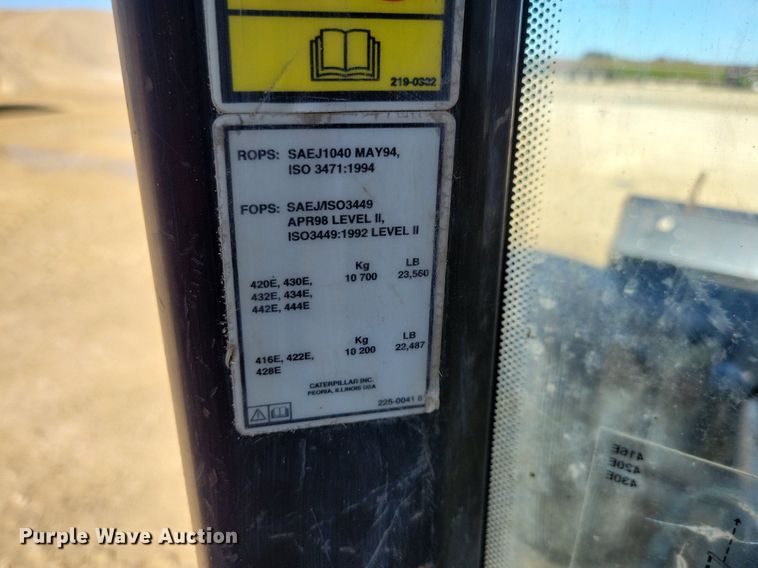 219-0332
ROPS: SAEJ1040 MAY94,
ISO 3471:1994
FOPS: SAEJ/ISO3449
APR98 LEVEL II,
ISO3449:1992 LEVEL II
Kg LB
420E, 430E, 10 700 23,560
432E, 434E,
442E, 444E
Kg LB
416E, 422E, 10 200 22,487
428E
CATERPILLAR INC.
PEORIA, ILLINOIS USA
225-0041 8
416E
420E
430E
Purple Wave Auction